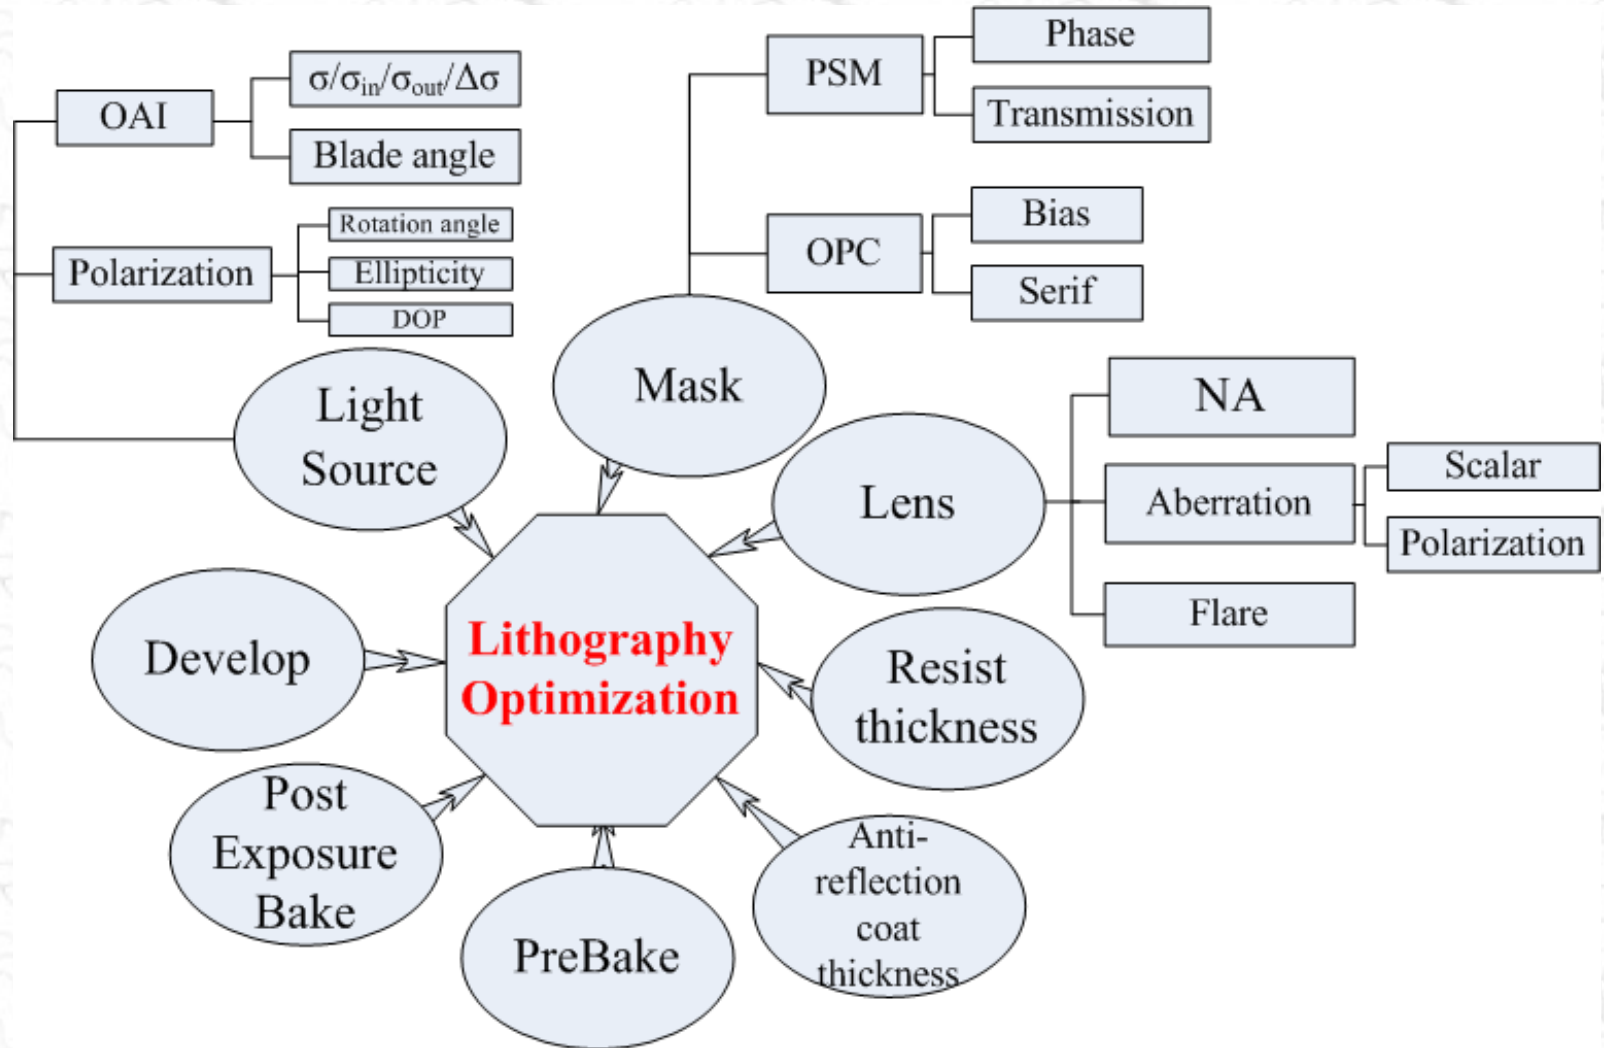 OAI
σ/σin/σout/Δσ
Blade angle
Polarization
Rotation angle
Ellipticity
DOP
Light
Source
PSM
Phase
Transmission
OPC
Bias
Serif
Mask
Lens
NA
Aberration
Scalar
Polarization
Flare
Lithography
Optimization
Develop
Resist
thickness
Post
Exposure
Bake
PreBake
Anti-
reflection
coat
thickness